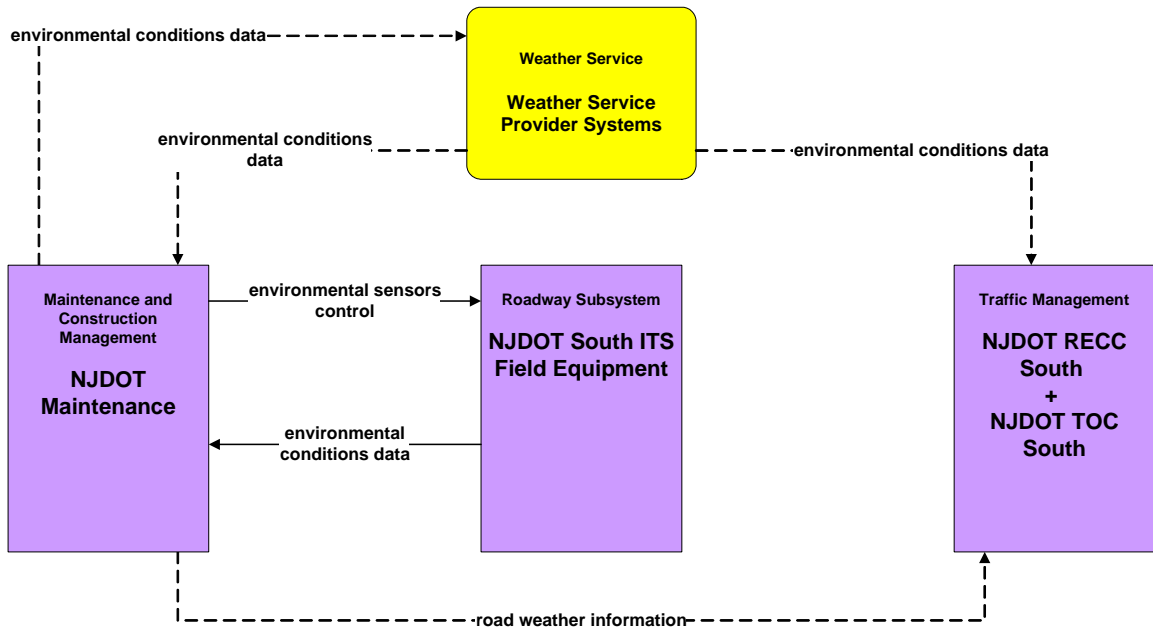 environmental conditions data
Weather Service
Weather Service
Provider Systems
environmental conditions
data
environmental conditions data
Maintenance and
Construction
Management
NJDOT
Maintenance
environmental sensors
control
environmental
conditions data
Roadway Subsystem
NJDOT South ITS
Field Equipment
Traffic Management
NJDOT RECC
South
+
NJDOT TOC
South
road weather information